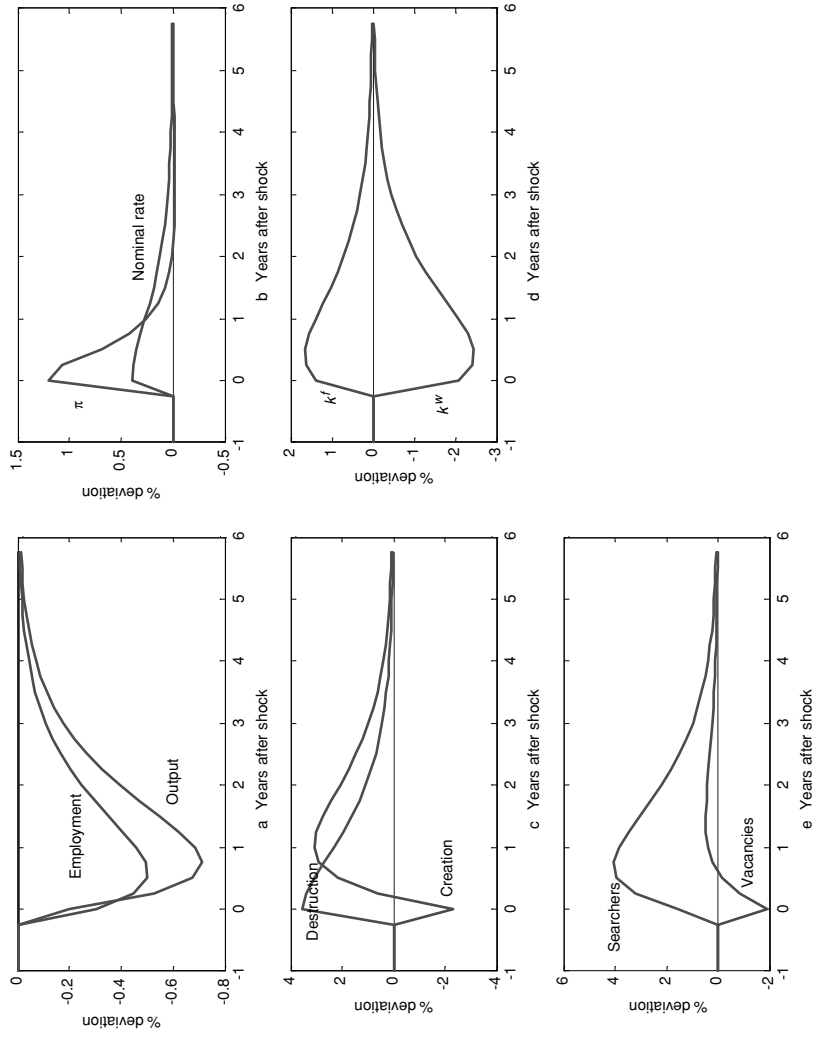 0
-0.2
-0.4
-0.6
-0.8
% deviation
Employment
Output
-1 0 1 2 3 4 5 6
a Years after shock
1.5
1
0.5
0
-0.5
% deviation
π
Nominal rate
-1 0 1 2 3 4 5 6
b Years after shock
4
2
0
-2
-4
% deviation
Destruction
Creation
-1 0 1 2 3 4 5 6
c Years after shock
2
1
0
-1
-2
-3
% deviation
k^f
k^w
-1 0 1 2 3 4 5 6
d Years after shock
6
4
2
0
-2
% deviation
Searchers
Vacancies
-1 0 1 2 3 4 5 6
e Years after shock